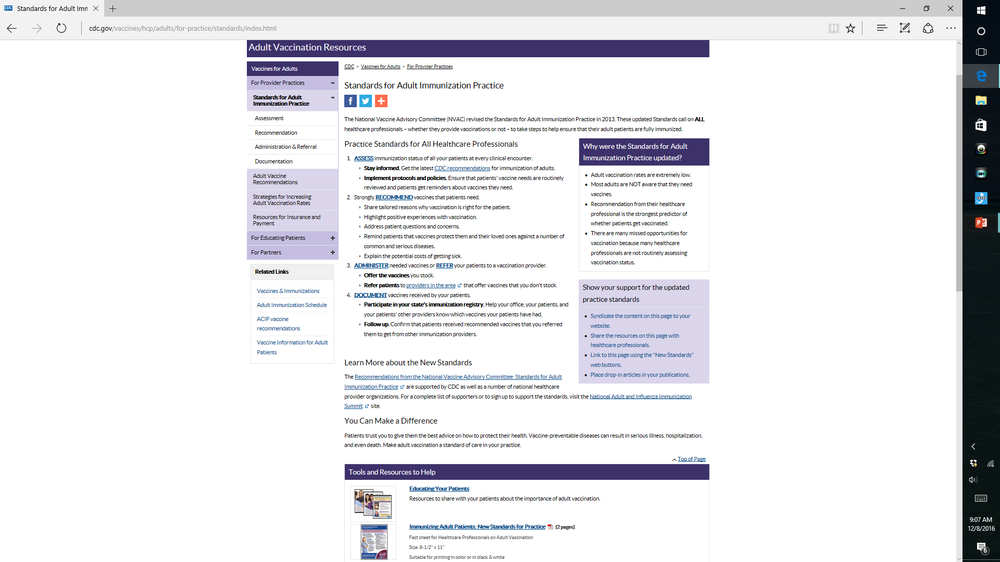 CDC Standards for Adult Imm
cdc.gov/vaccines/hcp/adults/for-practice/standards/index.html
Adult Vaccination Resources
Vaccines for Adults
For Provider Practices
Standards for Adult
Immunization Practice
Assessment
Recommendation
Administration & Referral
Documentation
Adult Vaccine
Recommendations
Strategies for Increasing
Adult Vaccination Rates
Resources for Insurance and
Payment
For Educating Patients
For Partners
Related Links
Vaccines & Immunizations
Adult Immunization Schedule
ACIP vaccine
recommendations
Vaccine Information for Adult
Patients
CDC > Vaccines for Adults > For Provider Practices
Standards for Adult Immunization Practice
The National Vaccine Advisory Committee (NVAC) revised the Standards for Adult Immunization Practice in 2013. These updated Standards call on ALL
healthcare professionals – whether they provide vaccinations or not – to take steps to help ensure that their adult patients are fully immunized.
Practice Standards for All Healthcare Professionals
1. ASSESS immunization status of all your patients at every clinical encounter.
Stay informed. Get the latest CDC recommendations for immunization of adults.
Implement protocols and policies. Ensure that patients' vaccine needs are routinely
reviewed and patients get reminders about vaccines they need.
2. Strongly RECOMMEND vaccines that patients need.
Share tailored reasons why vaccination is right for the patient.
Highlight positive experiences with vaccination.
Address patient questions and concerns.
Remind patients that vaccines protect them and their loved ones against a number of
common and serious diseases.
Explain the potential costs of getting sick.
3. ADMINISTER needed vaccines or REFER your patients to a vaccination provider.
Offer the vaccines you stock.
Refer patients to providers in the area that offer vaccines that you don't stock.
4. DOCUMENT vaccines received by your patients.
Participate in your state's immunization registry. Help your office, your patients, and
your patients' other providers know which vaccines your patients have had.
Follow up. Confirm that patients received recommended vaccines that you referred
them to get from other immunization providers.
Why were the Standards for Adult
Immunization Practice updated?
Adult vaccination rates are extremely low.
Most adults are NOT aware that they need
vaccines.
Recommendation from their healthcare
professional is the strongest predictor of
whether patients get vaccinated.
There are many missed opportunities for
vaccination because many healthcare
professionals are not routinely assessing
vaccination status.
Show your support for the updated
practice standards
Syndicate the content on this page to your
website.
Share the resources on this page with
healthcare professionals.
Link to this page using the "New Standards"
web buttons.
Place drop-in articles in your publications.
Learn More about the New Standards
The Recommendations from the National Vaccine Advisory Committee: Standards for Adult
Immunization Practice are supported by CDC as well as a number of national healthcare
provider organizations. For a complete list of supporters or to sign up to support the standards, visit the National Adult and Influenza Immunization
Summit site.
You Can Make a Difference
Patients trust you to give them the best advice on how to protect their health. Vaccine-preventable diseases can result in serious illness, hospitalization,
and even death. Make adult vaccination a standard of care in your practice.
Top of Page
Tools and Resources to Help
Educating Your Patients
Resources to share with your patients about the importance of adult vaccination.
Immunizing Adult Patients: New Standards for Practice [2 pages]
Fact sheet for Healthcare Professionals on Adult Vaccination
Size: 8-1/2" x 11"
Suitable for printing in color or in black & white
9:07 AM
12/8/2016
6